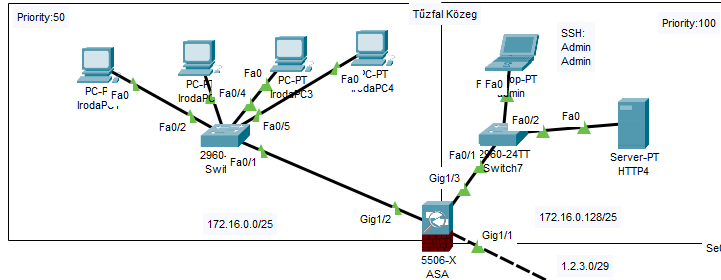 Priority:50
Tűzfal Közeg
Priority:100
SSH:
Admin
Admin
PC-PT
IrodaPC3
PC-PT
IrodaPC4
Fa0
Fa0
Fa0
Fa0
Fa0/4
Fa0/2
Fa0/5
Fa0/1
2960-
Swit
Fa0/1
Fa0/2
Fa0
2960-24TT
Switch7
Server-PT
HTTP4
Gig1/3
Gig1/2
Gig1/1
172.16.0.0/25
172.16.0.128/25
5506-X
ASA
1.2.3.0/29